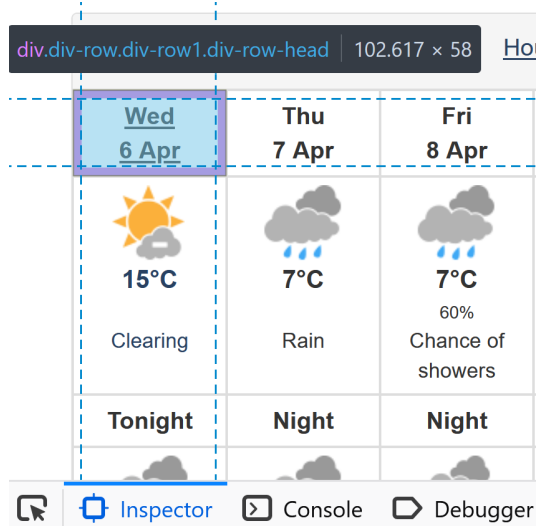 div.div-row.div-row1.div-row-head 102.617 × 58
Wed Thu Fri
6 Apr 7 Apr 8 Apr
15°C 7°C 7°C
60%
Clearing Rain Chance of
showers
Tonight Night Night
Inspector Console Debugger